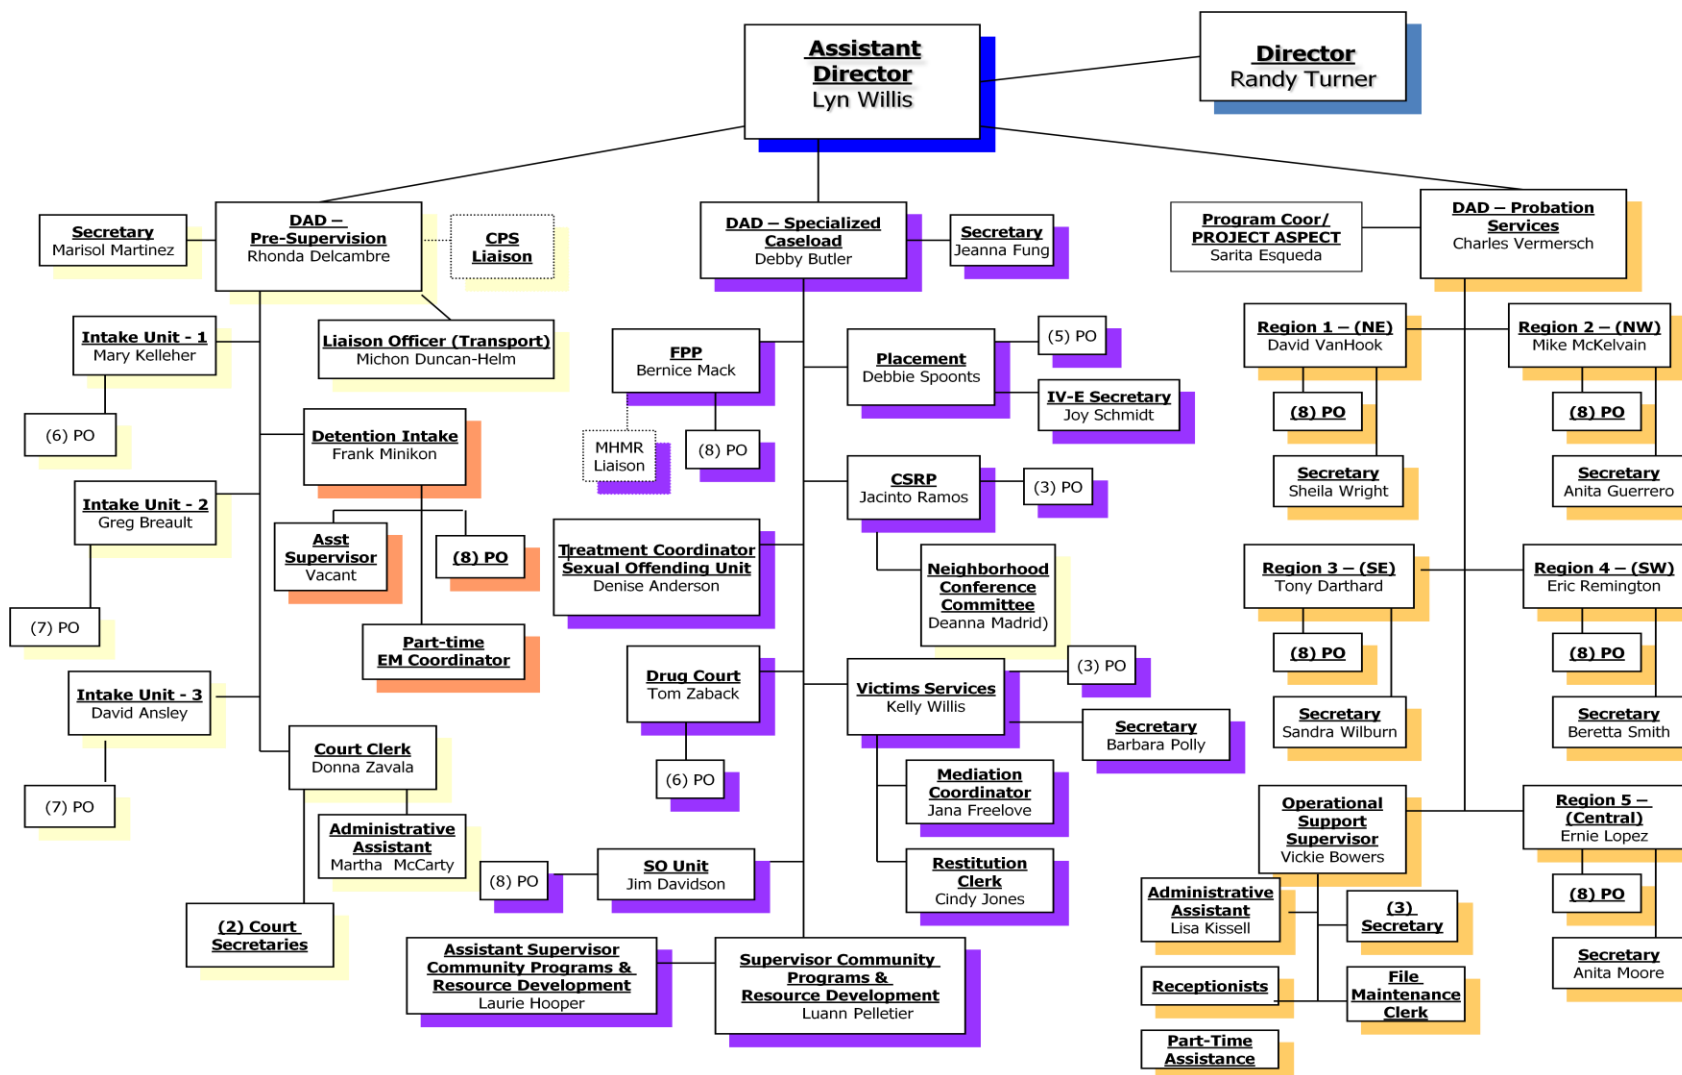 Assistant
Director
Lyn Willis
Director
Randy Turner
Secretary
Marisol Martinez
DAD –
Pre-Supervision
Rhonda Delcambre
CPS
Liaison
DAD – Specialized
Caseload
Debby Butler
Secretary
Jeanna Fung
Program Coor/
PROJECT ASPECT
Sarita Esqueda
DAD – Probation
Services
Charles Vermersch
Intake Unit - 1
Mary Kelleher
Liaison Officer (Transport)
Michon Duncan-Helm
(6) PO
Detention Intake
Frank Minikon
Intake Unit - 2
Greg Breault
Asst
Supervisor
Vacant
(8) PO
(7) PO
Part-time
EM Coordinator
Intake Unit - 3
David Ansley
(7) PO
Court Clerk
Donna Zavala
Administrative
Assistant
Martha  McCarty
(2) Court
Secretaries
FPP
Bernice Mack
MHMR
Liaison
(8) PO
Placement
Debbie Spoonts
(5) PO
IV-E Secretary
Joy Schmidt
CSRP
Jacinto Ramos
(3) PO
Treatment Coordinator
Sexual Offending Unit
Denise Anderson
Neighborhood
Conference
Committee
Deanna Madrid)
Drug Court
Tom Zaback
(6) PO
Victims Services
Kelly Willis
(3) PO
Secretary
Barbara Polly
Mediation
Coordinator
Jana Freelove
Restitution
Clerk
Cindy Jones
(8) PO
SO Unit
Jim Davidson
Assistant Supervisor
Community Programs &
Resource Development
Laurie Hooper
Supervisor Community
Programs &
Resource Development
Luann Pelletier
Region 1 – (NE)
David VanHook
(8) PO
Secretary
Sheila Wright
Region 2 – (NW)
Mike McKelvain
(8) PO
Secretary
Anita Guerrero
Region 3 – (SE)
Tony Darthard
(8) PO
Secretary
Sandra Wilburn
Region 4 – (SW)
Eric Remington
(8) PO
Secretary
Beretta Smith
Operational
Support
Supervisor
Vickie Bowers
Region 5 –
(Central)
Ernie Lopez
(8) PO
Secretary
Anita Moore
Administrative
Assistant
Lisa Kissell
(3)
Secretary
Receptionists
File
Maintenance
Clerk
Part-Time
Assistance